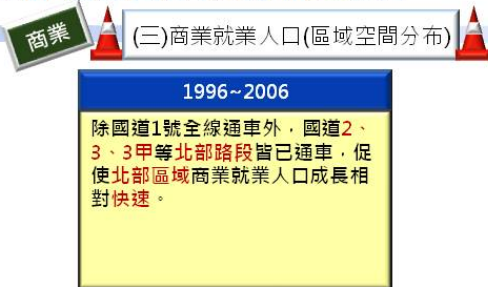 商業
(三)商業就業人口(區域空間分布)
1996~2006
除國道1號全線通車外，國道2、
3、3甲等北部路段皆已通車，促
使北部區域商業就業人口成長相
對快速。